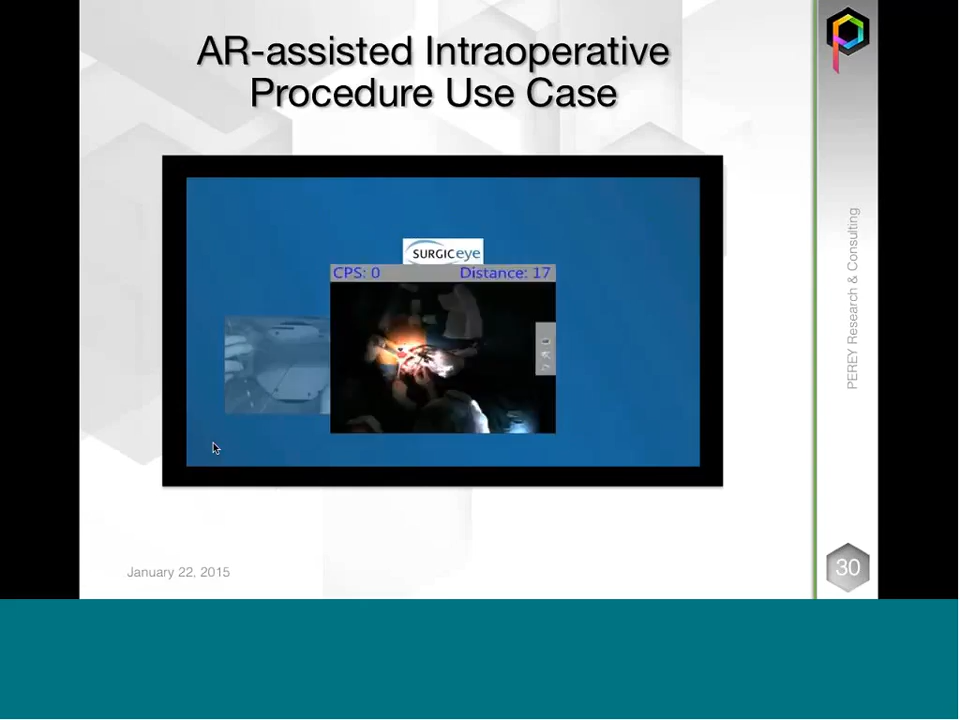 AR-assisted Intraoperative
Procedure Use Case
SURGICeye
CPS: 0
Distance: 17
January 22, 2015
PEREY Research & Consulting
30